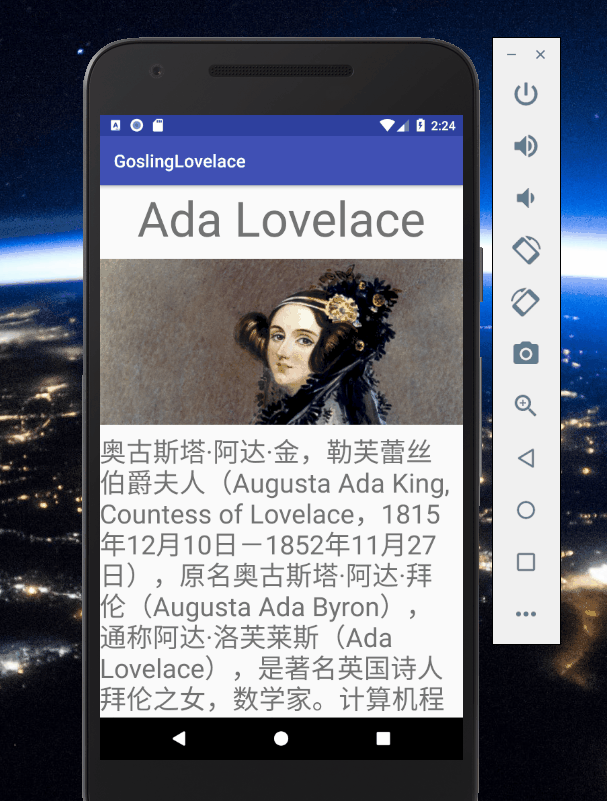 2:24
GoslingLovelace
Ada Lovelace
奥古斯塔·阿达·金，勒芙蕾丝
伯爵夫人（Augusta Ada King,
Countess of Lovelace，1815
年12月10日－1852年11月27
日），原名奥古斯塔·阿达·拜
伦（Augusta Ada Byron），
通称阿达·洛芙莱斯（Ada
Lovelace），是著名英国诗人
拜伦之女，数学家。计算机程